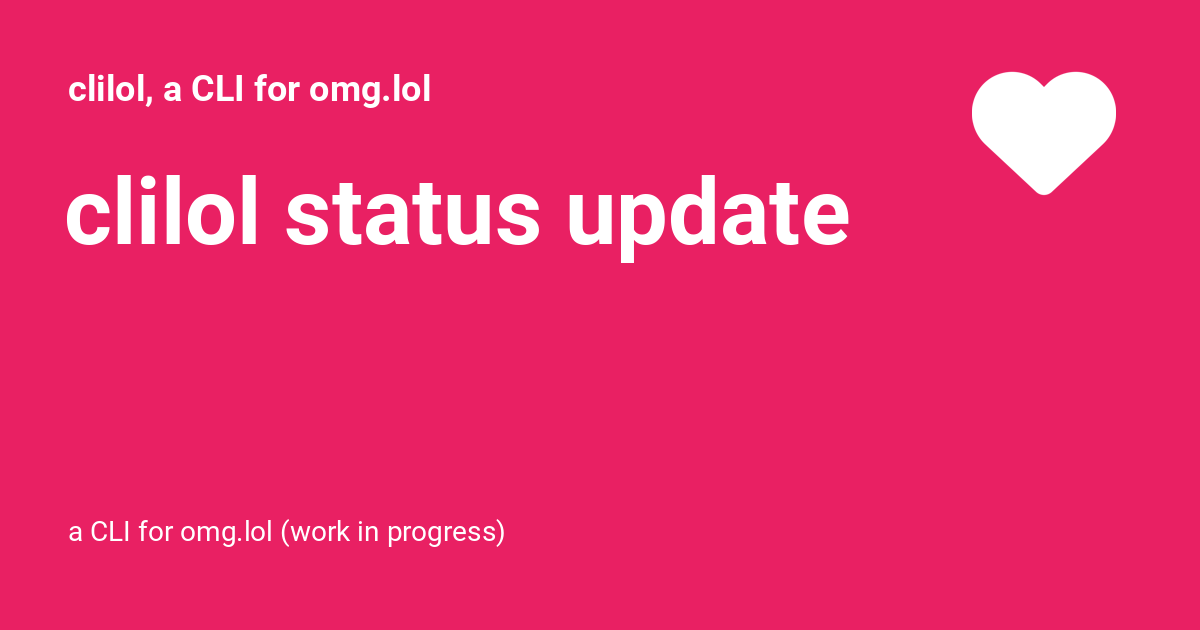 clilol, a CLI for omg.lol
clilol status update
a CLI for omg.lol (work in progress)